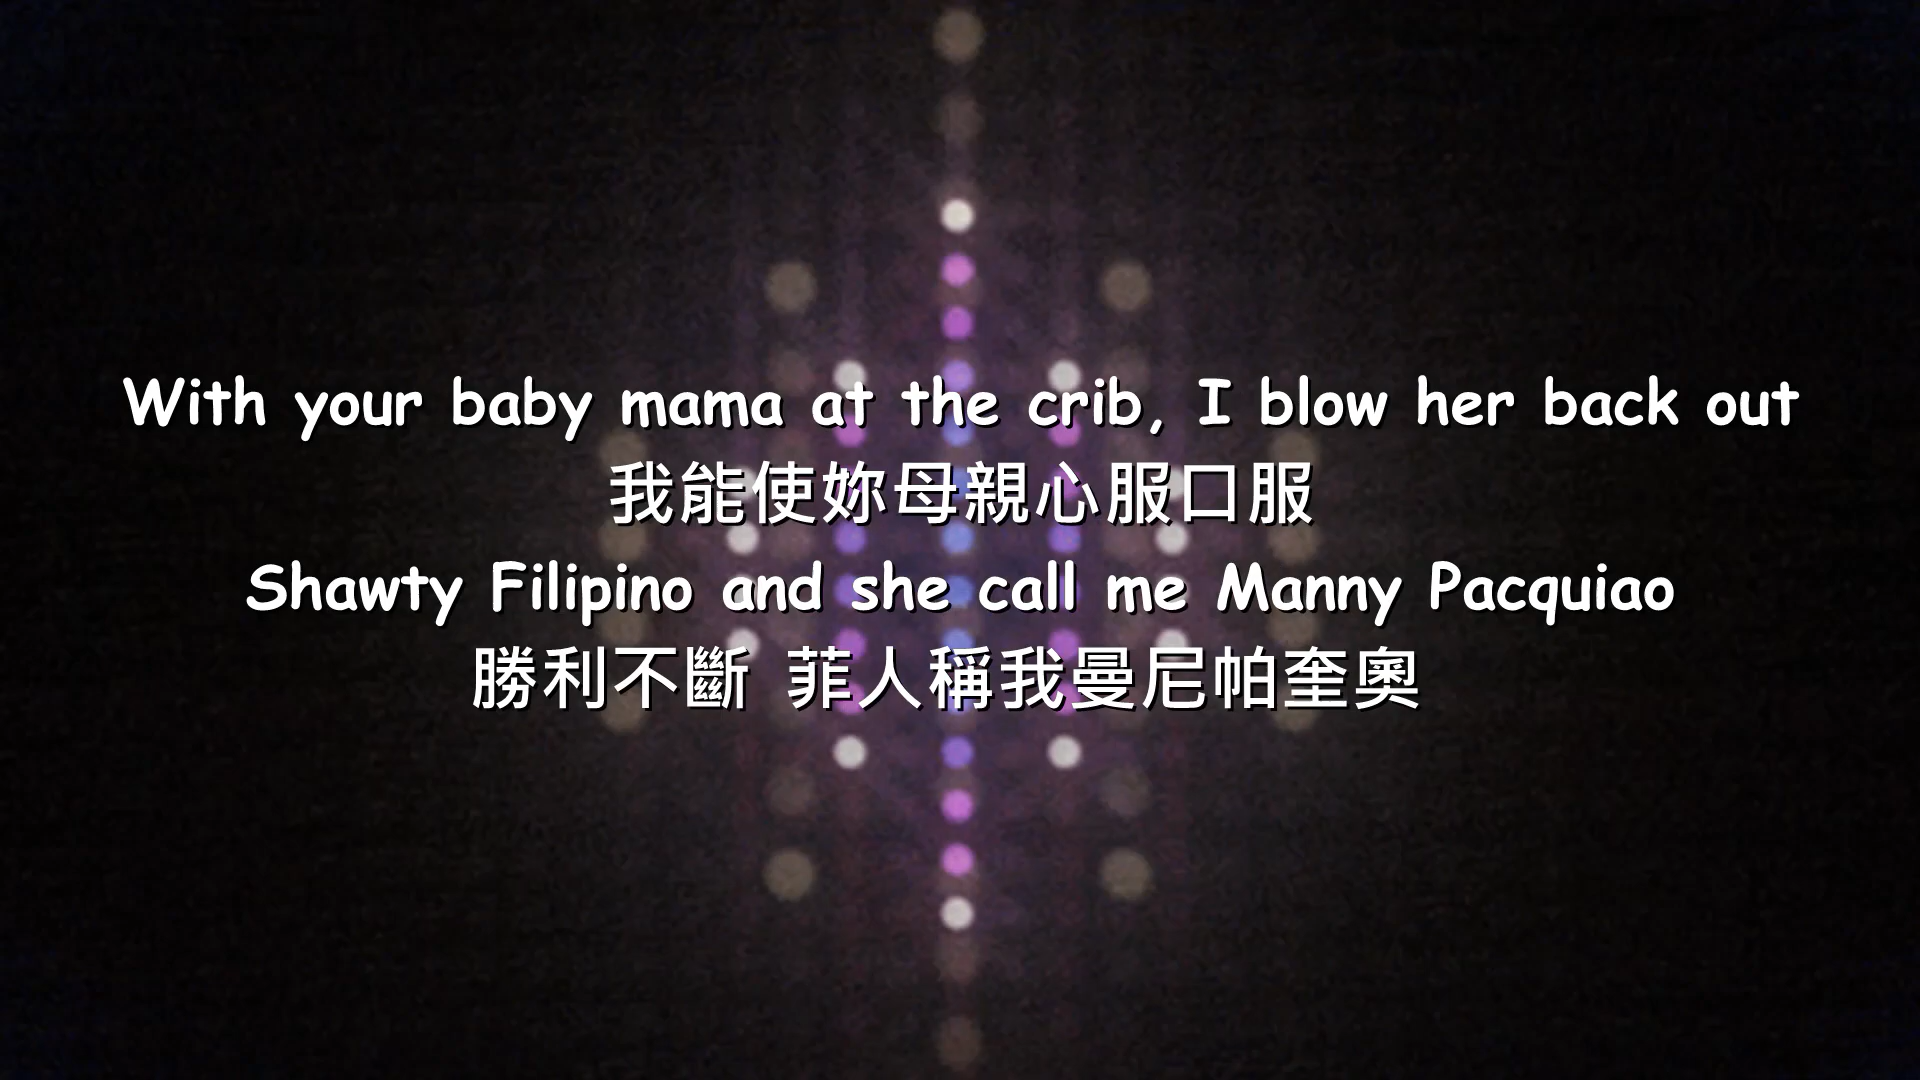 With your baby mama at the crib, I blow her back out
我能使妳母親心服口服
Shawty Filipino and she call me Manny Pacquiao
勝利不斷 菲人稱我曼尼帕奎奧